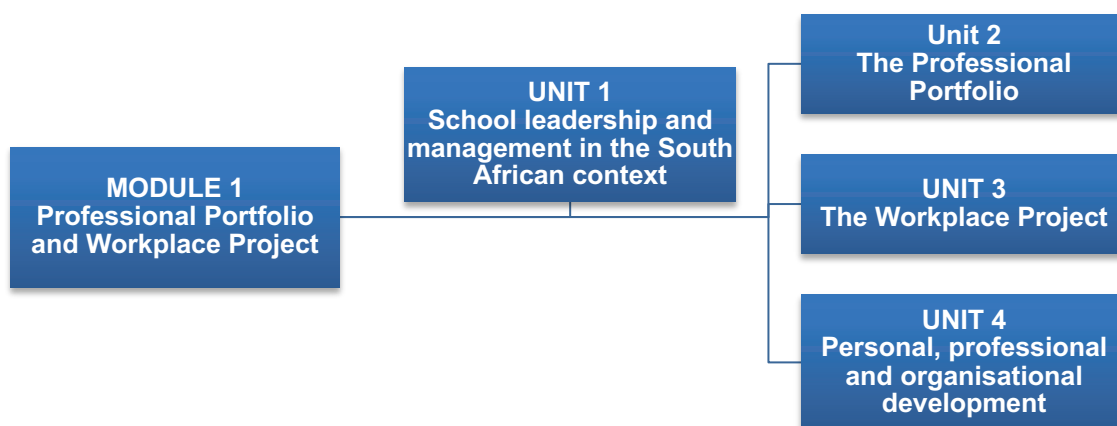 MODULE 1
Professional Portfolio
and Workplace Project
UNIT 1
School leadership and
management in the South
African context
Unit 2
The Professional
Portfolio
UNIT 3
The Workplace Project
UNIT 4
Personal, professional
and organisational
development